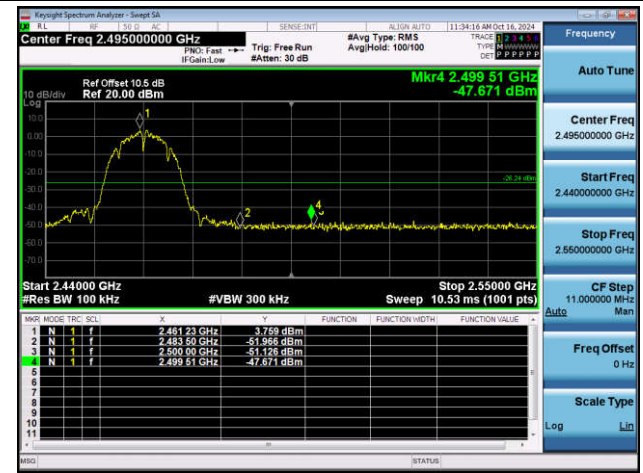 Keysight Spectrum Analyzer - Swept SA
RL RF 50 Ω AC SENSE:INT ALIGN AUTO 11:34:16 AM Oct 16, 2024
Center Freq 2.495000000 GHz
PNO: Fast
IFGain:Low
Trig: Free Run
#Atten: 30 dB
#Avg Type: RMS
Avg|Hold: 100/100
TRACE 1 2 3 4 5 6
TYPE M W W W W W
DET P P P P P P
Ref Offset 10.5 dB
10 dB/div Ref 20.00 dBm
Mkr4 2.499 51 GHz
-47.671 dBm
Log
10.0
0.00
-10.0
-20.0
-30.0
-40.0
-50.0
-60.0
-70.0
1
2
4
-26.24 dBm
Start 2.44000 GHz Stop 2.55000 GHz
#Res BW 100 kHz #VBW 300 kHz Sweep 10.53 ms (1001 pts)
MKR MODE TRC SCL X Y FUNCTION FUNCTION WIDTH FUNCTION VALUE
1 N 1 f 2.461 23 GHz 3.759 dBm
2 N 1 f 2.483 50 GHz -51.966 dBm
3 N 1 f 2.500 00 GHz -51.126 dBm
4 N 1 f 2.499 51 GHz -47.671 dBm
5
6
7
8
9
10
11
MSG STATUS
Frequency
Auto Tune
Center Freq
2.495000000 GHz
Start Freq
2.440000000 GHz
Stop Freq
2.550000000 GHz
CF Step
11.000000 MHz
Auto Man
Freq Offset
0 Hz
Scale Type
Log Lin